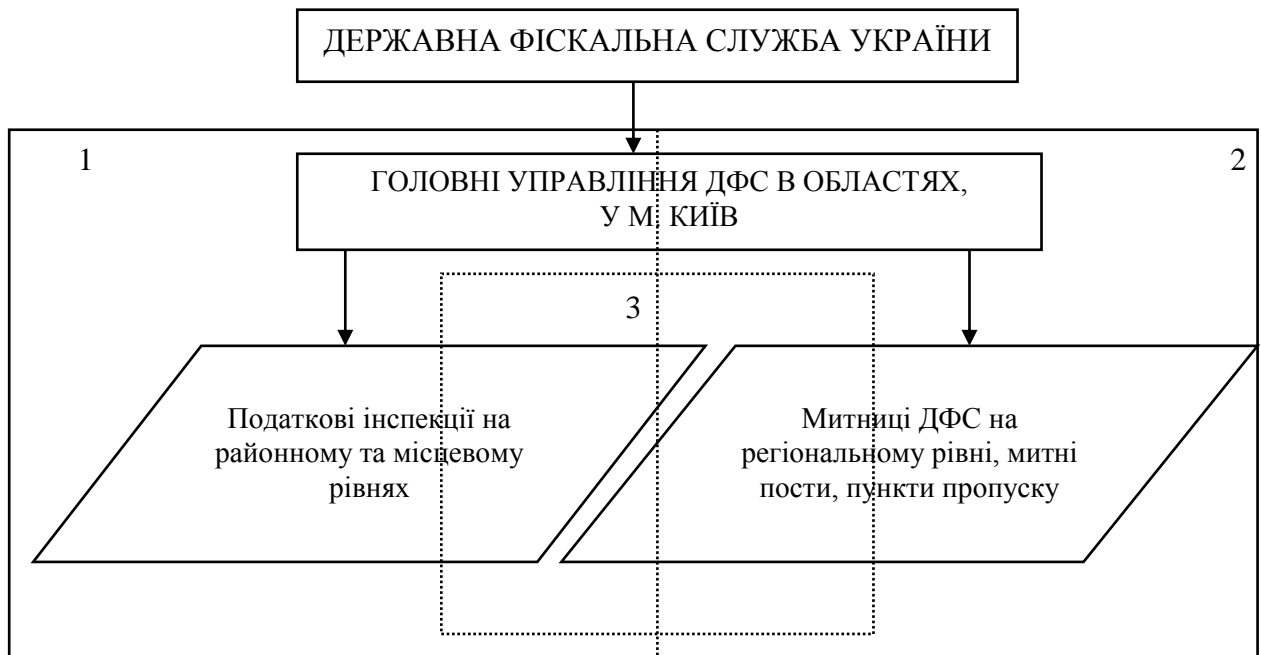 ДЕРЖАВНА ФІСКАЛЬНА СЛУЖБА УКРАЇНИ
1
2
ГОЛОВНІ УПРАВЛІННЯ ДФС В ОБЛАСТЯХ,
У М. КИЇВ
3
Податкові інспекції на
районному та місцевому
рівнях
Митниці ДФС на
регіональному рівні, митні
пости, пункти пропуску